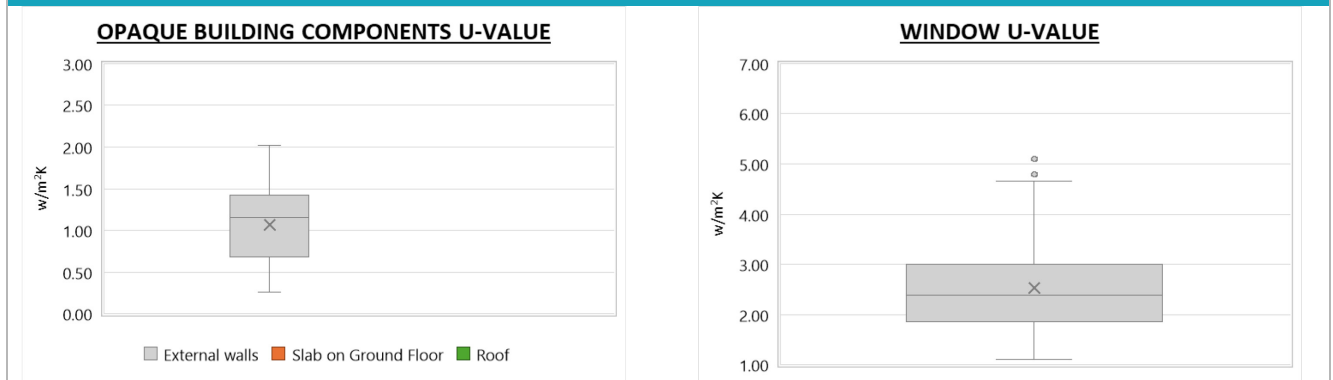 OPAQUE BUILDING COMPONENTS U-VALUE
3.00
2.50
2.00
1.50
1.00
0.50
0.00
w/m²K
External walls Slab on Ground Floor Roof
WINDOW U-VALUE
7.00
6.00
5.00
4.00
3.00
2.00
1.00
w/m²K